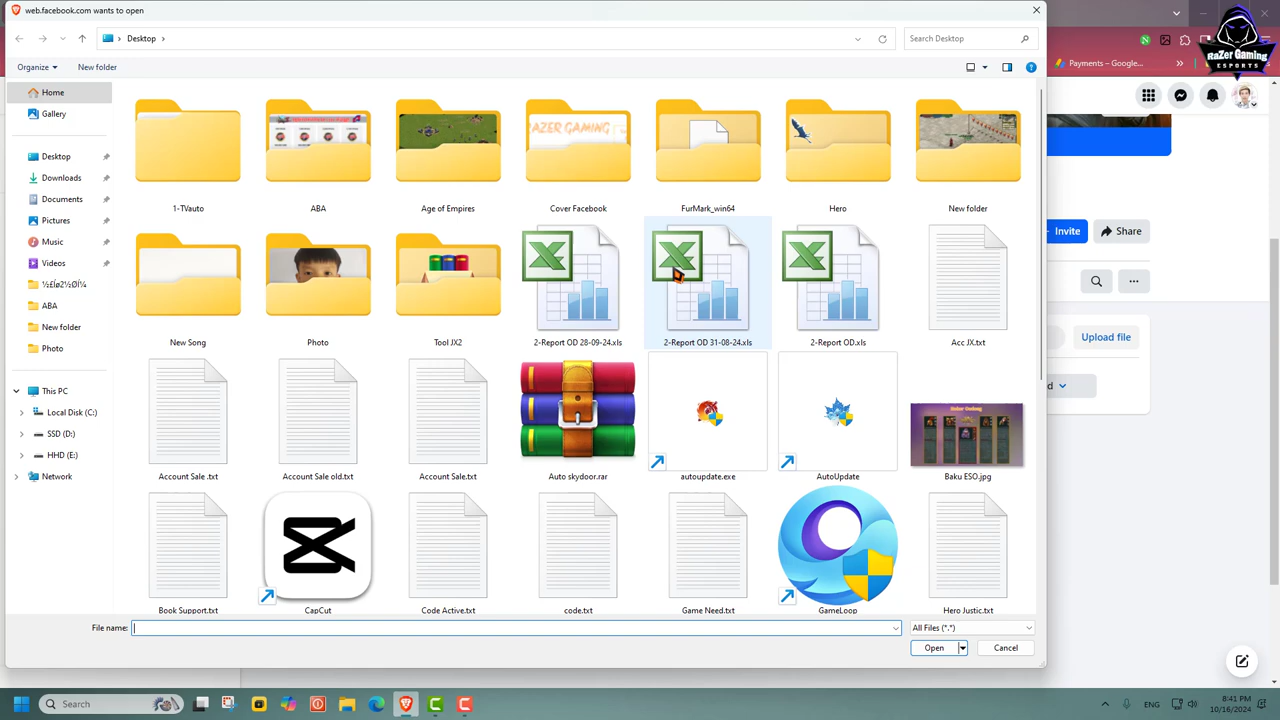 web.facebook.com wants to open
Desktop
Search Desktop
Organize
New folder
Payments – Google...
RaZer Gaming
ESPORTS
Home
Gallery
Desktop
Downloads
Documents
Pictures
Music
Videos
ABA
New folder
Photo
This PC
Local Disk (C:)
SSD (D:)
HHD (E:)
Network
RAZER GAMING
1-TVauto
ABA
Age of Empires
Cover Facebook
FurMark_win64
Hero
New folder
New Song
Photo
Tool JX2
2-Report OD 28-09-24.xls
2-Report OD 31-08-24.xls
2-Report OD.xls
Acc JX.txt
Account Sale .txt
Account Sale old.txt
Account Sale.txt
Auto skydoor.rar
autoupdate.exe
AutoUpdate
Baku ESO.jpg
Book Support.txt
CapCut
Code Active.txt
code.txt
Game Need.txt
GameLoop
Hero Justic.txt
File name:
All Files (*.*)
Open
Cancel
Invite
Share
Upload file
Search
ENG
8:41 PM
10/16/2024